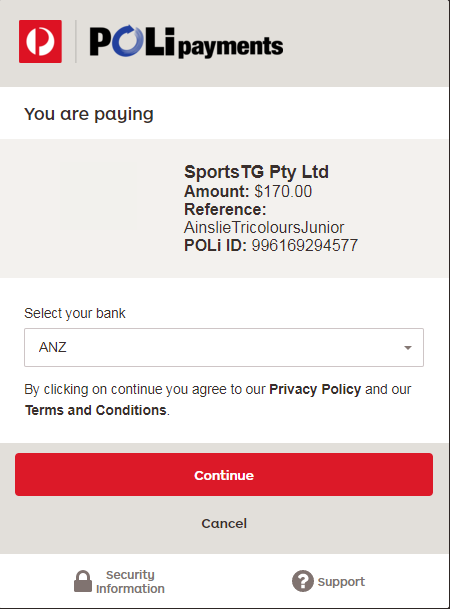 POLi payments
You are paying
SportsTG Pty Ltd
Amount: $170.00
Reference:
AinslieTricoloursJunior
POLi ID: 996169294577
Select your bank
ANZ
By clicking on continue you agree to our Privacy Policy and our
Terms and Conditions.
Continue
Cancel
Security
Information
Support